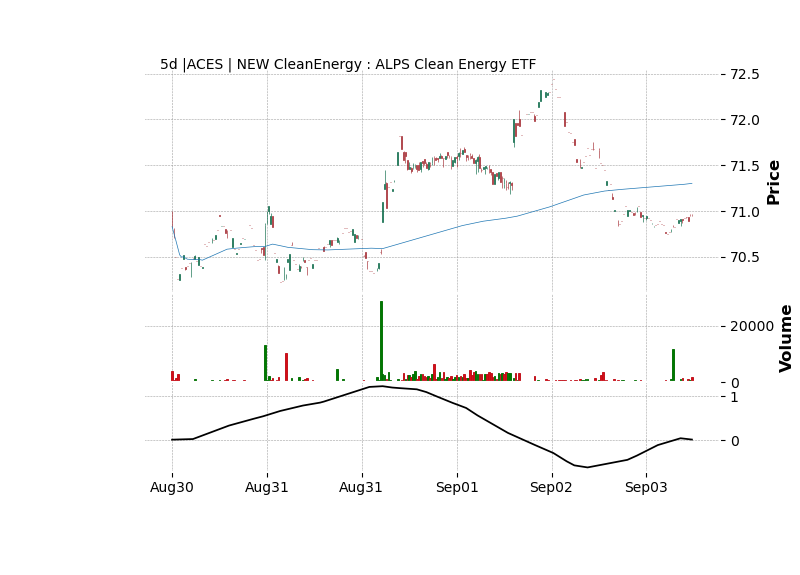 5d |ACES | NEW CleanEnergy : ALPS Clean Energy ETF
72.5
72.0
71.5
71.0
70.5
Price
20000
0
Volume
1
0
Aug30 Aug31 Aug31 Sep01 Sep02 Sep03